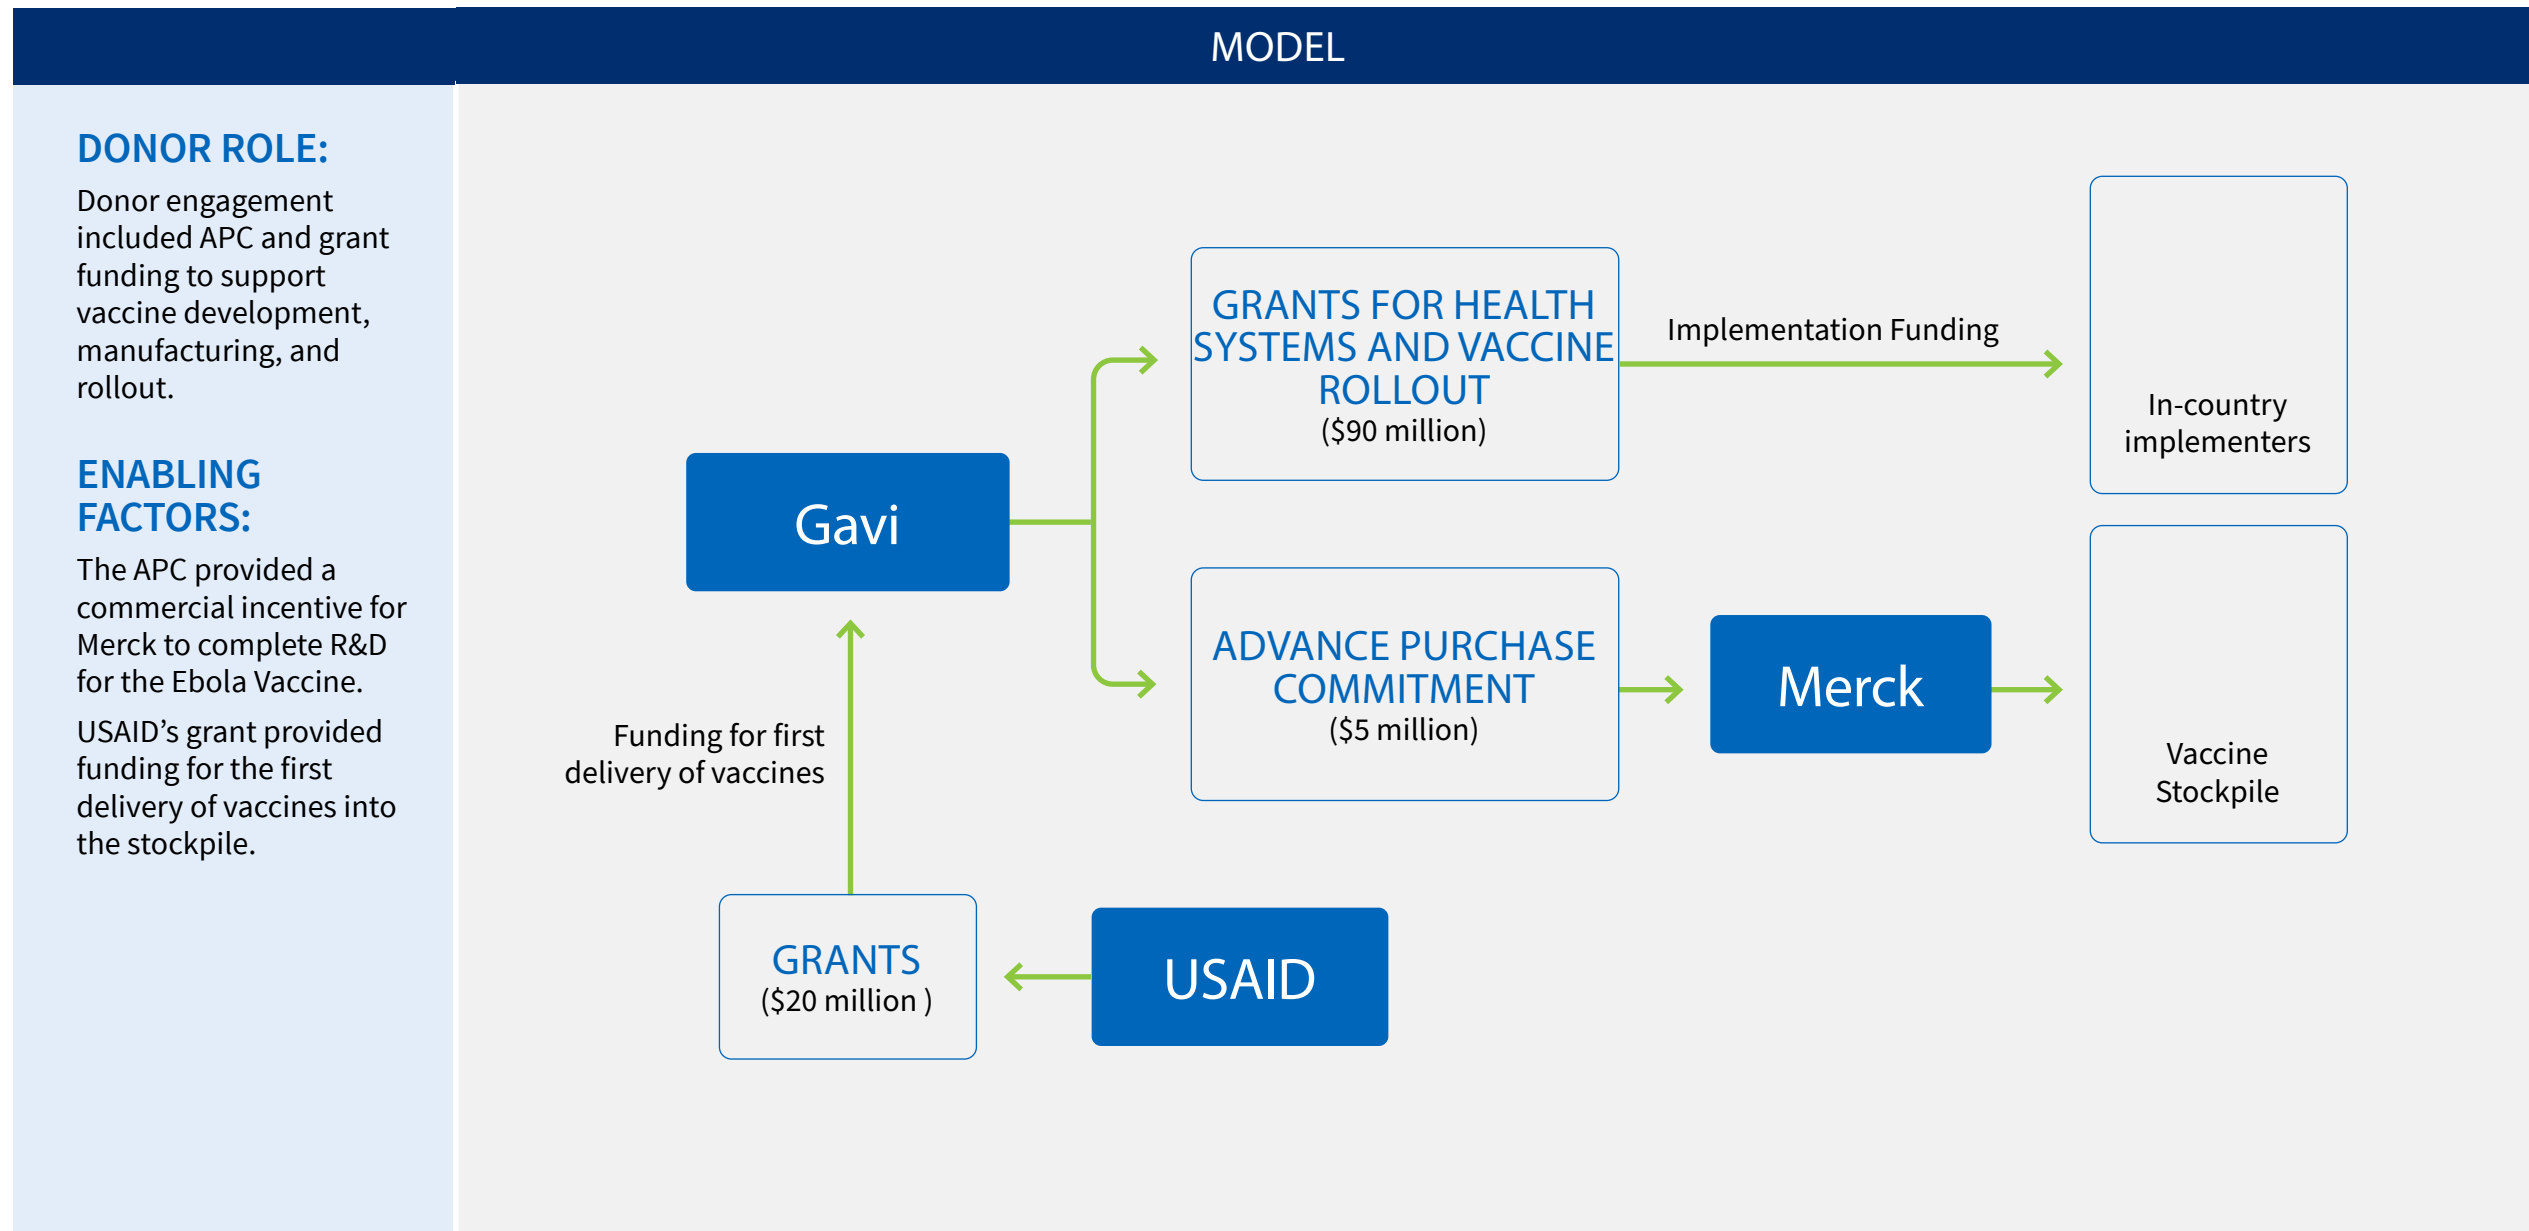 MODEL
DONOR ROLE:
Donor engagement
included APC and grant
funding to support
vaccine development,
manufacturing, and
rollout.
ENABLING
FACTORS:
The APC provided a
commercial incentive for
Merck to complete R&D
for the Ebola Vaccine.
USAID’s grant provided
funding for the first
delivery of vaccines into
the stockpile.
Gavi
GRANTS FOR HEALTH
SYSTEMS AND VACCINE
ROLLOUT
($90 million)
Implementation Funding
In-country
implementers
ADVANCE PURCHASE
COMMITMENT
($5 million)
Merck
Vaccine
Stockpile
Funding for first
delivery of vaccines
GRANTS
($20 million )
USAID